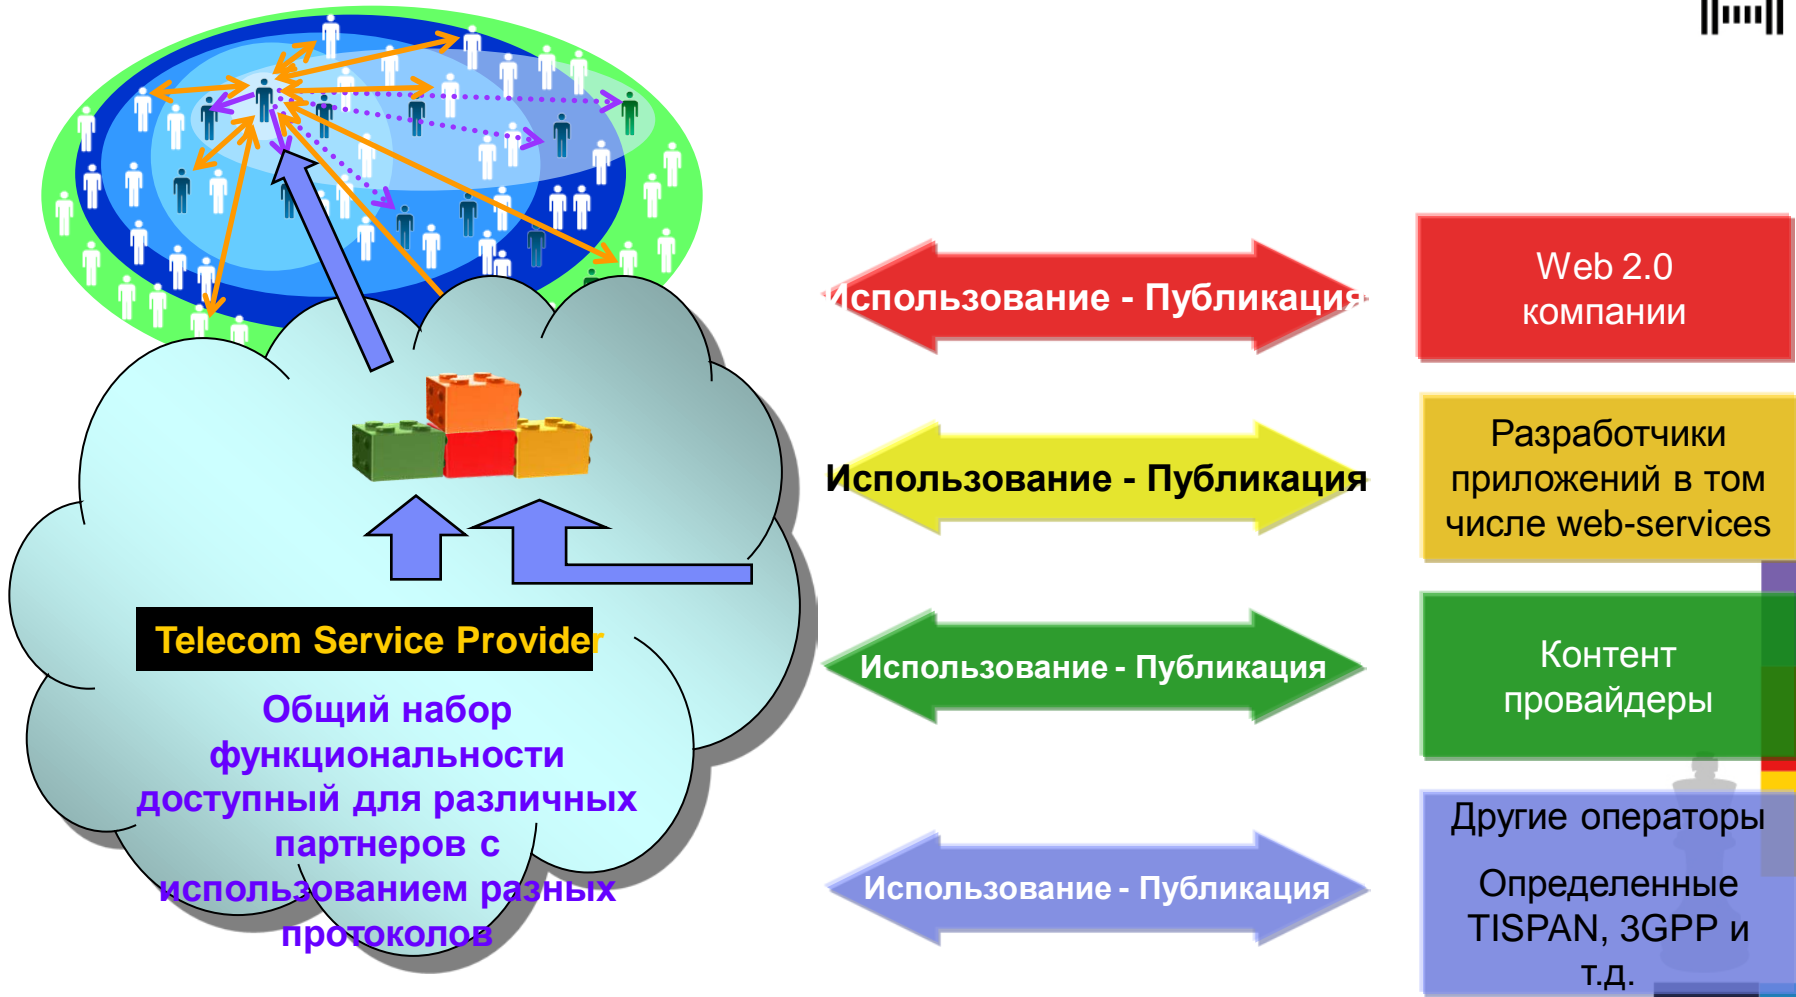 Использование - Публикация
Web 2.0
компании
Использование - Публикация
Разработчики
приложений в том
числе web-services
Telecom Service Provider
Общий набор
функциональности
доступный для различных
партнеров с
использованием разных
протоколов
Использование - Публикация
Контент
провайдеры
Использование - Публикация
Другие операторы
Определенные
TISPAN, 3GPP и
т.д.